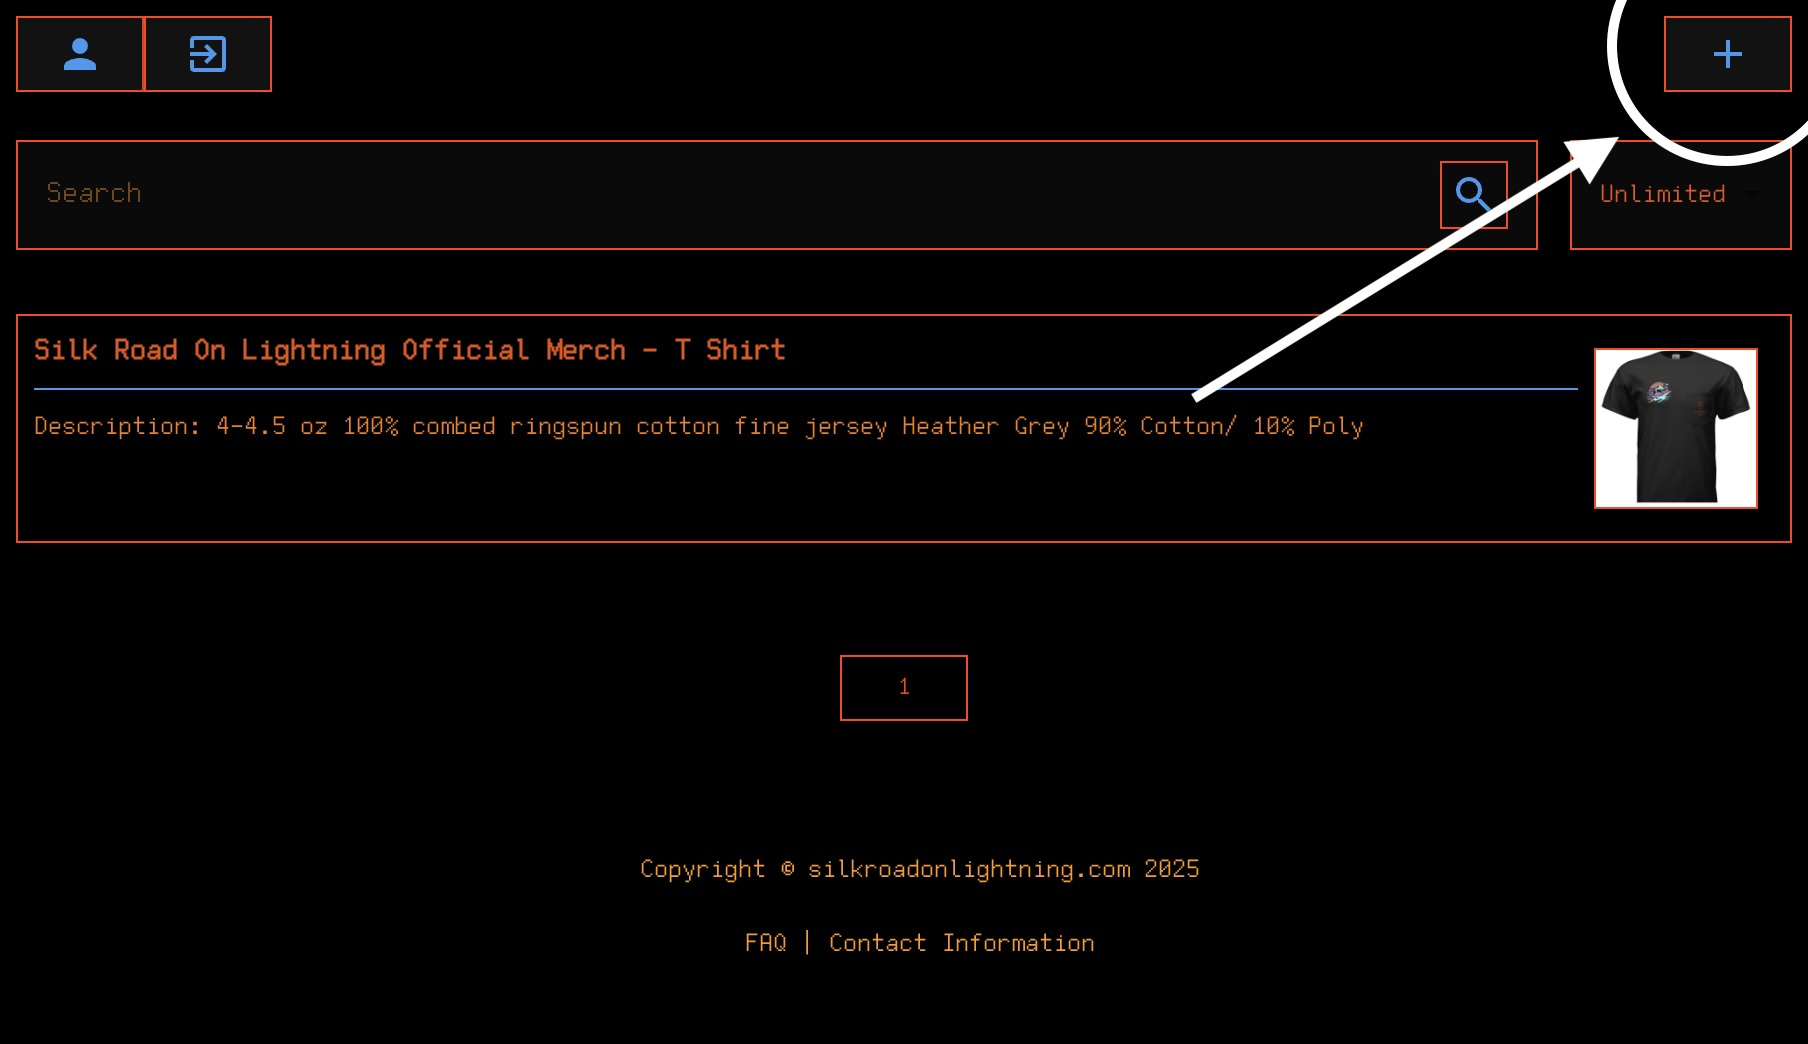 Search
Unlimited
Silk Road On Lightning Official Merch - T Shirt
Description: 4-4.5 oz 100% combed ringspun cotton fine jersey Heather Grey 90% Cotton/ 10% Poly
1
Copyright © silkroadonlightning.com 2025
FAQ | Contact Information